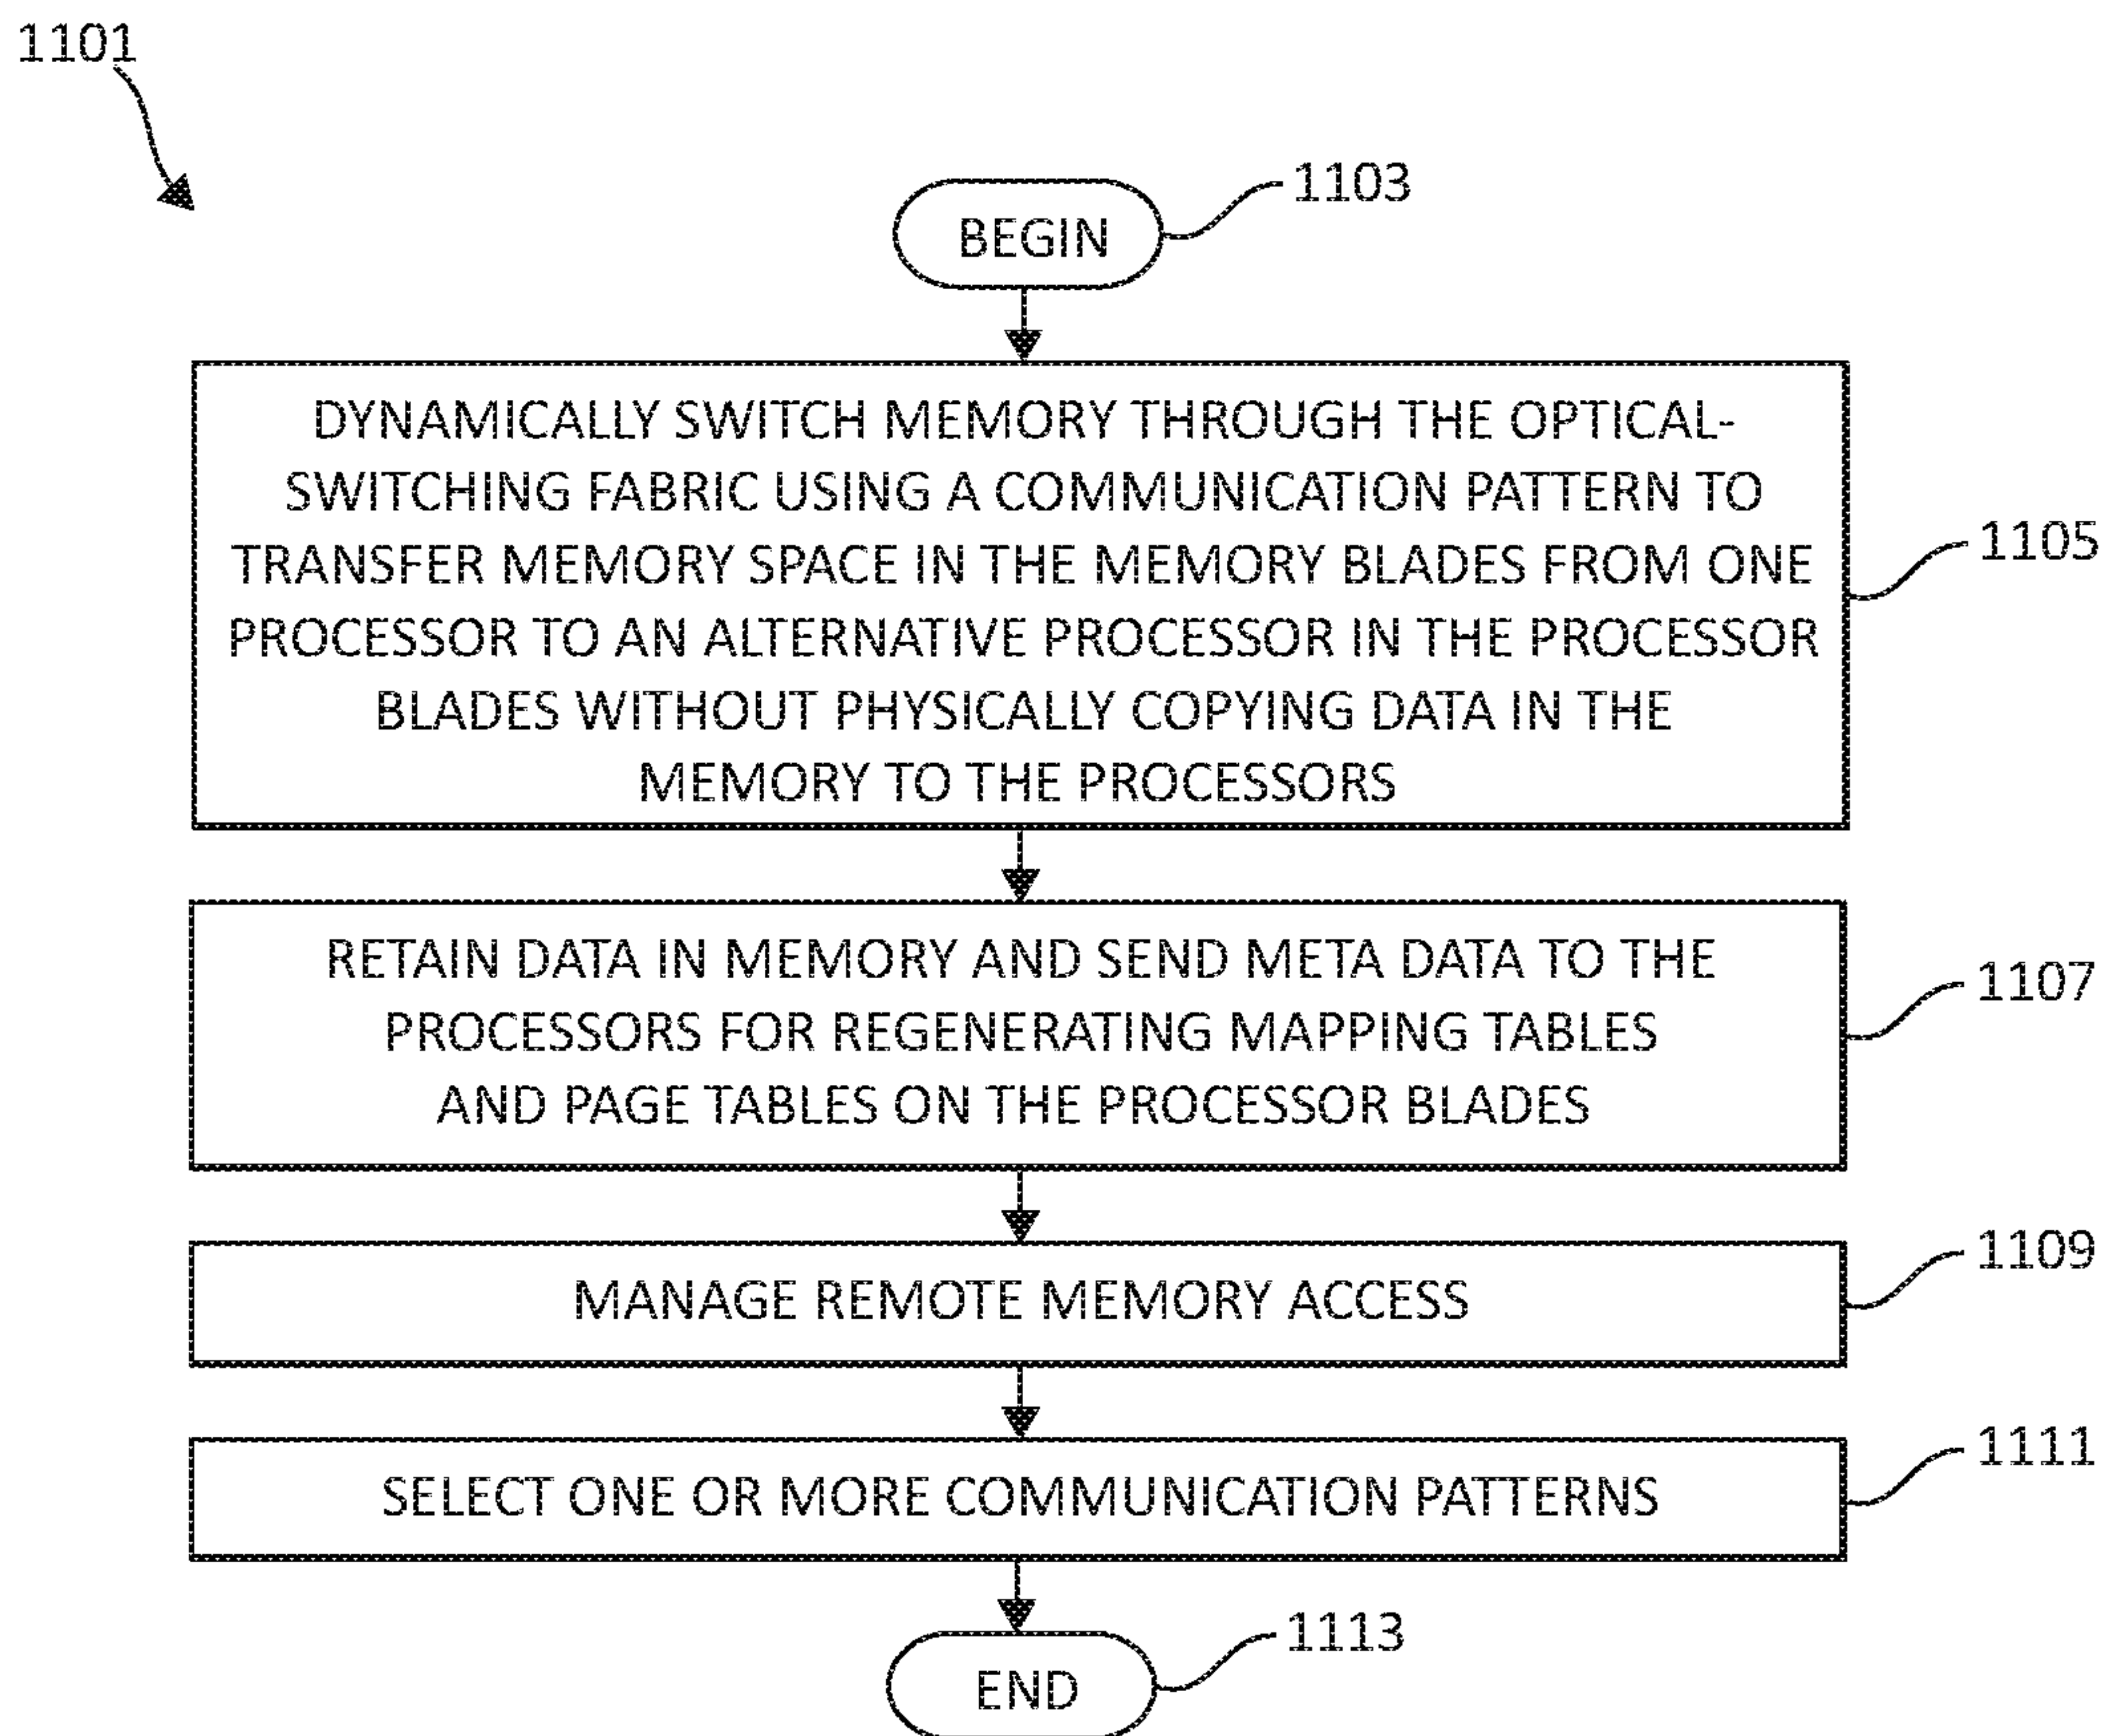 1101
1103
BEGIN
DYNAMICALLY SWITCH MEMORY THROUGH THE OPTICAL-
SWITCHING FABRIC USING A COMMUNICATION PATTERN TO
TRANSFER MEMORY SPACE IN THE MEMORY BLADES FROM ONE
PROCESSOR TO AN ALTERNATIVE PROCESSOR IN THE PROCESSOR
BLADES WITHOUT PHYSICALLY COPYING DATA IN THE
MEMORY TO THE PROCESSORS
1105
RETAIN DATA IN MEMORY AND SEND META DATA TO THE
PROCESSORS FOR REGENERATING MAPPING TABLES
AND PAGE TABLES ON THE PROCESSOR BLADES
1107
MANAGE REMOTE MEMORY ACCESS
1109
SELECT ONE OR MORE COMMUNICATION PATTERNS
1111
END
1113